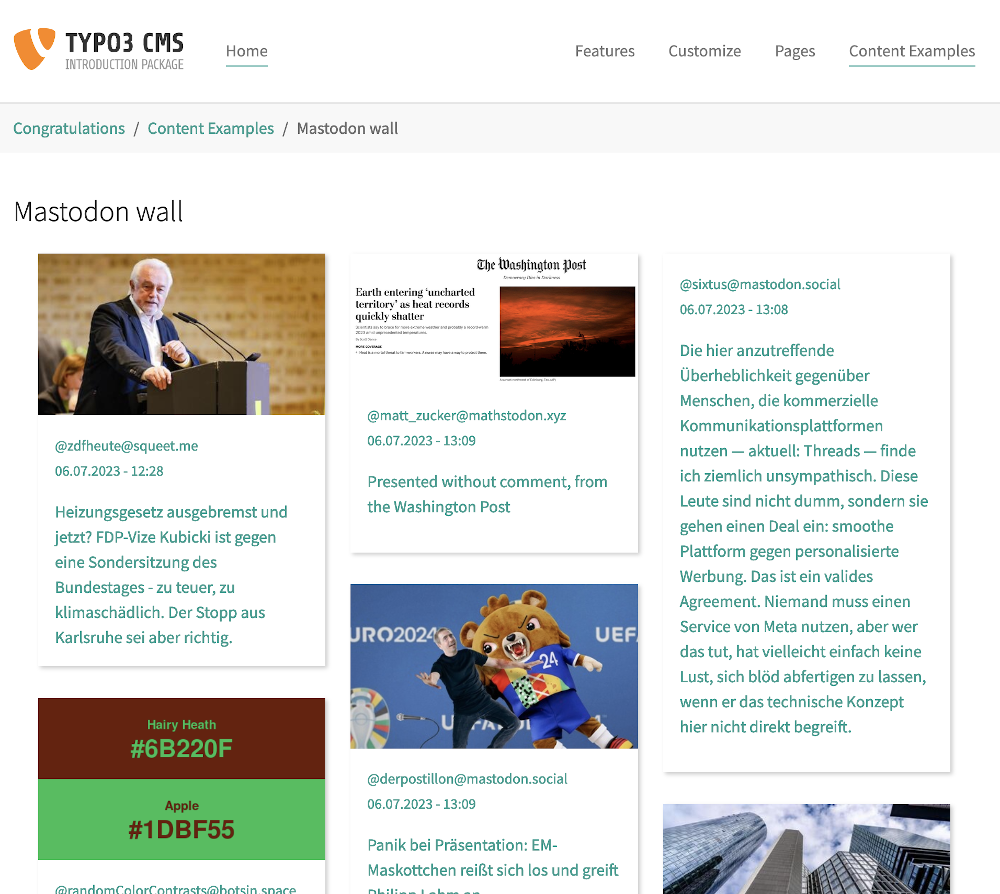 TYPO3 CMS
INTRODUCTION PACKAGE
Home
Features
Customize
Pages
Content Examples
Congratulations / Content Examples / Mastodon wall
Mastodon wall
@zdfheute@squeet.me
06.07.2023 - 12:28
Heizungsgesetz ausgebremst und
jetzt? FDP-Vize Kubicki ist gegen
eine Sondersitzung des
Bundestages - zu teuer, zu
klimaschädlich. Der Stopp aus
Karlsruhe sei aber richtig.
Hairy Heath
#6B220F
Apple
#1DBF55
@randomColorContrasts@botsin.space
The Washington Post
Democracy Dies in Darkness
Earth entering ‘uncharted
territory’ as heat records
quickly shatter
MORE COVERAGE
@matt_zucker@mathstodon.xyz
06.07.2023 - 13:09
Presented without comment, from
the Washington Post
URO2024
UEFA
24
@derpostillon@mastodon.social
06.07.2023 - 13:09
Panik bei Präsentation: EM-
Maskottchen reißt sich los und greift
@sixtus@mastodon.social
06.07.2023 - 13:08
Die hier anzutreffende
Überheblichkeit gegenüber
Menschen, die kommerzielle
Kommunikationsplattformen
nutzen — aktuell: Threads — finde
ich ziemlich unsympathisch. Diese
Leute sind nicht dumm, sondern sie
gehen einen Deal ein: smoothe
Plattform gegen personalisierte
Werbung. Das ist ein valides
Agreement. Niemand muss einen
Service von Meta nutzen, aber wer
das tut, hat vielleicht einfach keine
Lust, sich blöd abfertigen zu lassen,
wenn er das technische Konzept
hier nicht direkt begreift.